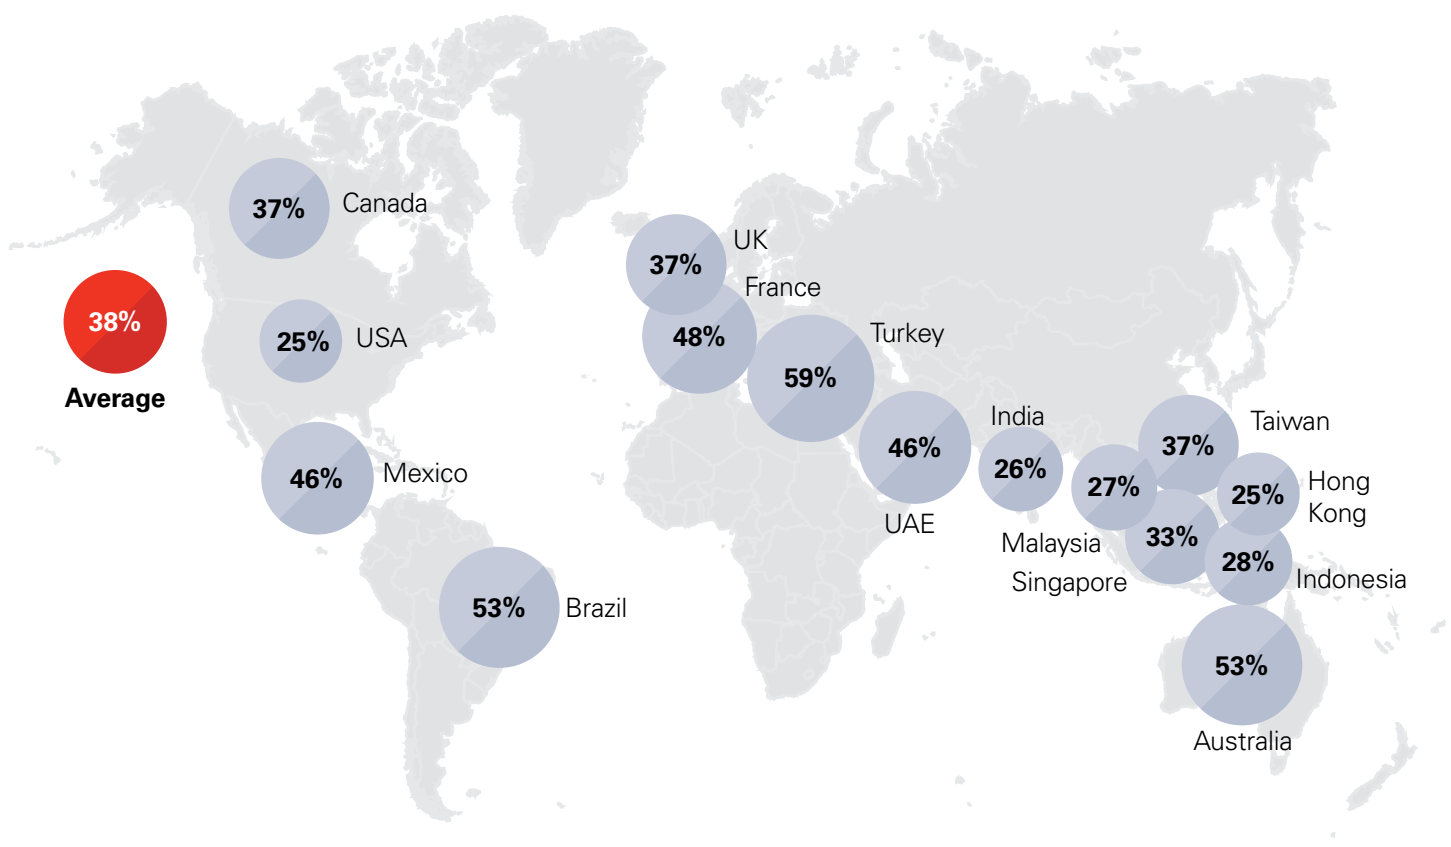 37%
Canada
38%
Average
25%
USA
46%
Mexico
53%
Brazil
37%
UK
France
48%
59%
Turkey
46%
UAE
India
26%
27%
Malaysia
37%
Taiwan
25%
Hong
Kong
33%
Singapore
28%
Indonesia
53%
Australia